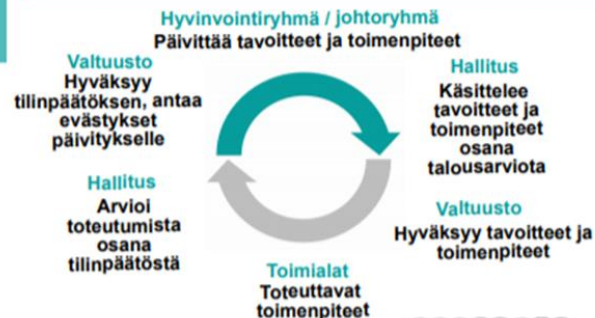 Hyvinvointiryhmä / johtoryhmä
Päivittää tavoitteet ja toimenpiteet
Hallitus
Käsittelee
tavoitteet ja
toimenpiteet
osana
talousarviota
Valtuusto
Hyväksyy tavoitteet ja
toimenpiteet
Toimialat
Toteuttavat
toimenpiteet
Hallitus
Arvioi
toteutumista
osana
tilinpäätöstä
Valtuusto
Hyväksyy
tilinpäätöksen, antaa
evästykset
päivitykselle